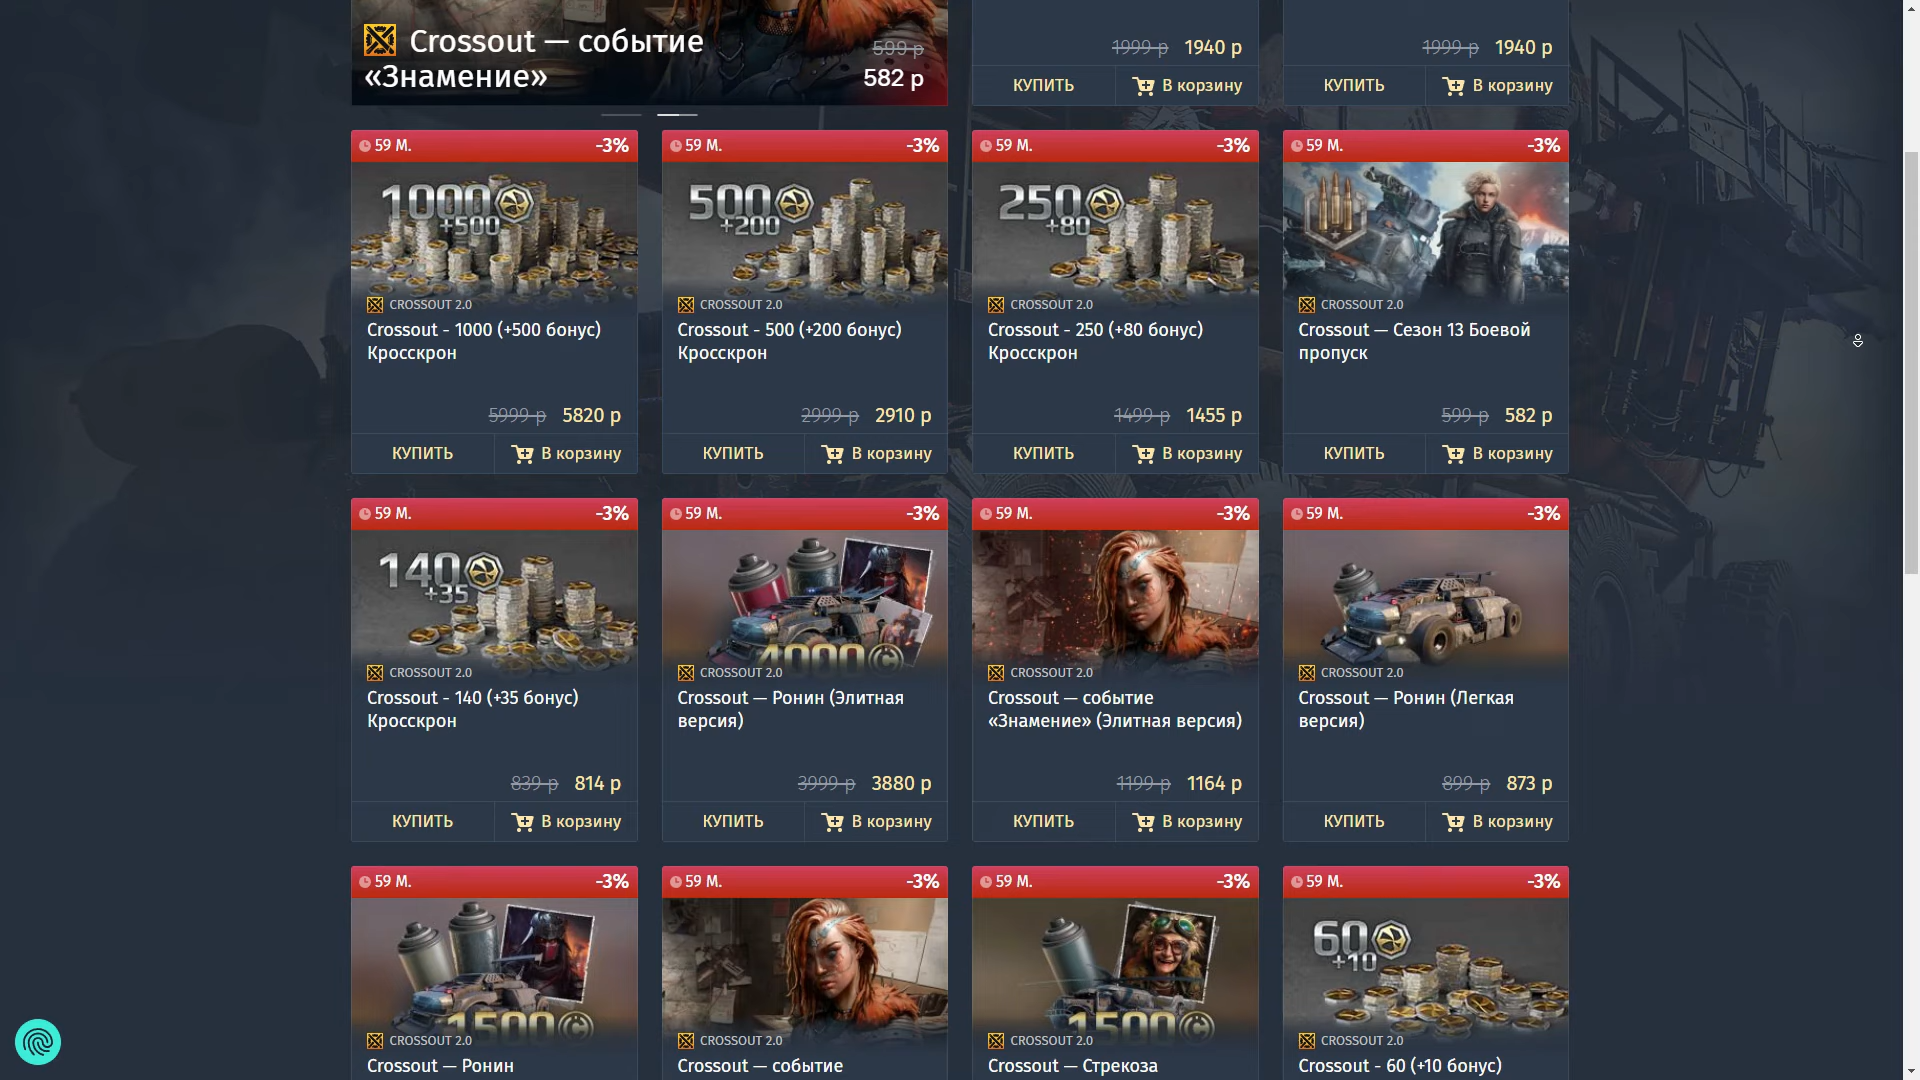 Crossout — событие
«Знамение»
599 р
582 р
1999 р 1940 р
КУПИТЬ
В корзину
1999 р 1940 р
КУПИТЬ
В корзину
59 М.
-3%
1000
+500
CROSSOUT 2.0
Crossout - 1000 (+500 бонус)
Кросскрон
5999 р 5820 р
КУПИТЬ
В корзину
59 М.
-3%
500
+200
CROSSOUT 2.0
Crossout - 500 (+200 бонус)
Кросскрон
2999 р 2910 р
КУПИТЬ
В корзину
59 М.
-3%
250
+80
CROSSOUT 2.0
Crossout - 250 (+80 бонус)
Кросскрон
1499 р 1455 р
КУПИТЬ
В корзину
59 М.
-3%
CROSSOUT 2.0
Crossout — Сезон 13 Боевой
пропуск
599 р 582 р
КУПИТЬ
В корзину
59 М.
-3%
140
+35
CROSSOUT 2.0
Crossout - 140 (+35 бонус)
Кросскрон
839 р 814 р
КУПИТЬ
В корзину
59 М.
-3%
4000
CROSSOUT 2.0
Crossout — Ронин (Элитная
версия)
3999 р 3880 р
КУПИТЬ
В корзину
59 М.
-3%
CROSSOUT 2.0
Crossout — событие
«Знамение» (Элитная версия)
1199 р 1164 р
КУПИТЬ
В корзину
59 М.
-3%
CROSSOUT 2.0
Crossout — Ронин (Легкая
версия)
899 р 873 р
КУПИТЬ
В корзину
59 М.
-3%
1500
CROSSOUT 2.0
Crossout — Ронин
59 М.
-3%
CROSSOUT 2.0
Crossout — событие
59 М.
-3%
1500
CROSSOUT 2.0
Crossout — Стрекоза
59 М.
-3%
60
+10
CROSSOUT 2.0
Crossout - 60 (+10 бонус)